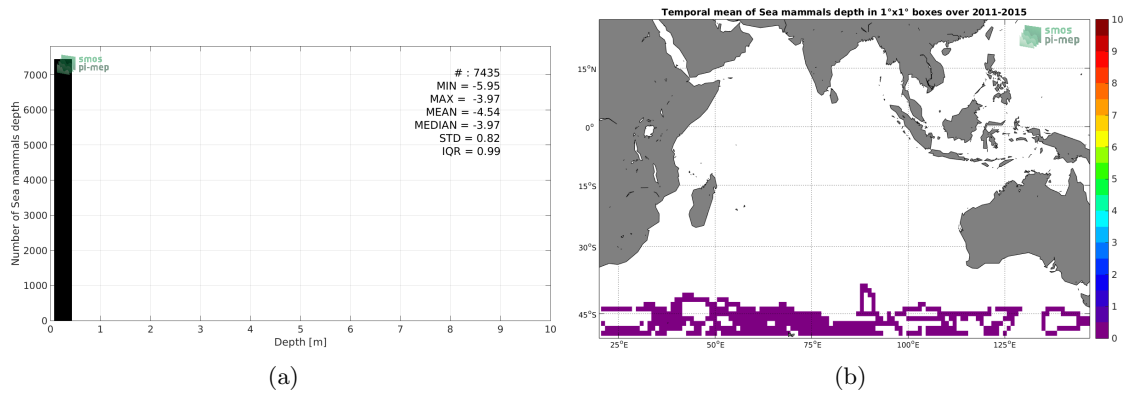 smos
pi-mep
# : 7435
MIN = -5.95
MAX = -3.97
MEAN = -4.54
MEDIAN = -3.97
STD = 0.82
IQR = 0.99
Number of Sea mammals depth
7000
6000
5000
4000
3000
2000
1000
0
0 1 2 3 4 5 6 7 8 9 10
Depth [m]
(a)
Temporal mean of Sea mammals depth in 1°x1° boxes over 2011-2015
smos
pi-mep
15°N
0°
15°S
30°S
45°S
25°E 50°E 75°E 100°E 125°E
10
9
8
7
6
5
4
3
2
1
0
(b)